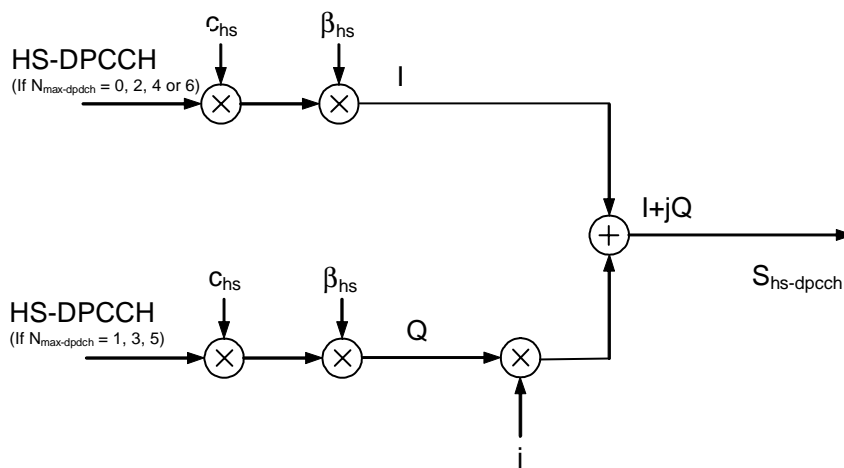 c_hs β_hs
HS-DPCCH
(If N_max-dpdch = 0, 2, 4 or 6)
I
I+jQ
S_hs-dpcch
c_hs β_hs
HS-DPCCH
(If N_max-dpdch = 1, 3, 5)
Q
j